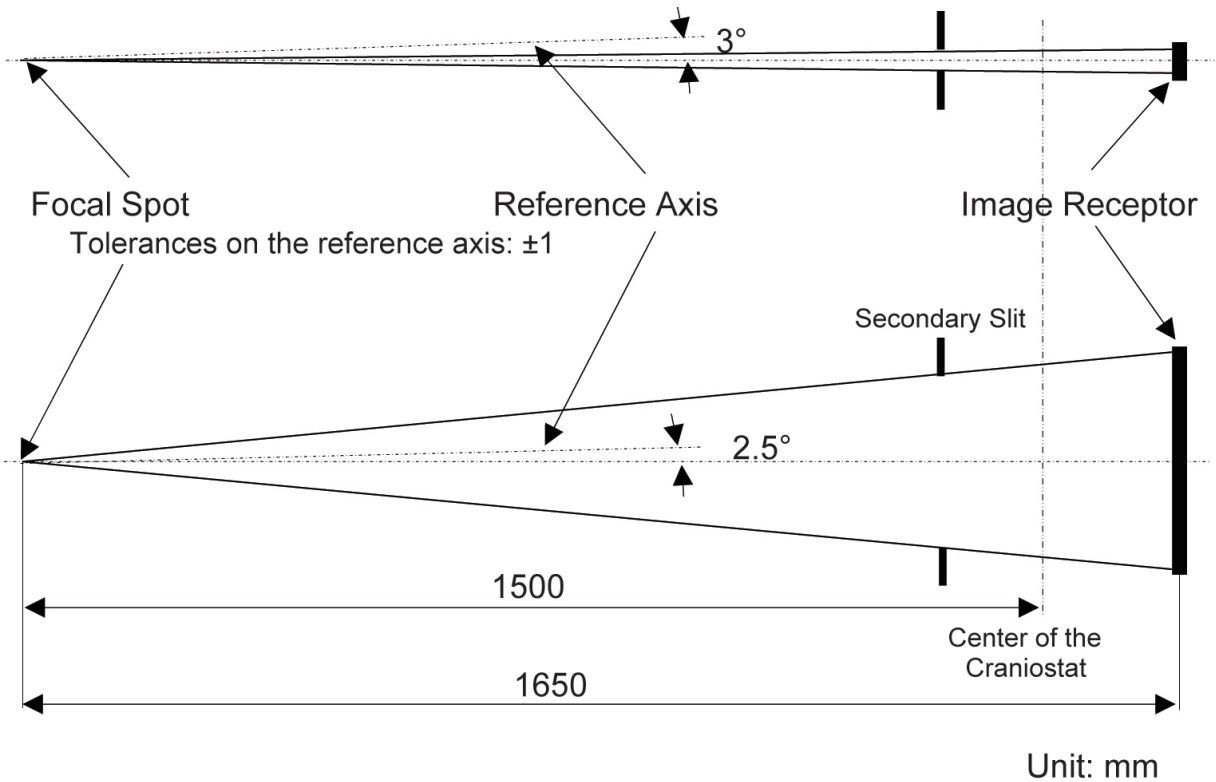 3°
Focal Spot
Reference Axis
Image Receptor
Tolerances on the reference axis: ±1
Secondary Slit
2.5°
1500
Center of the
Craniostat
1650
Unit: mm